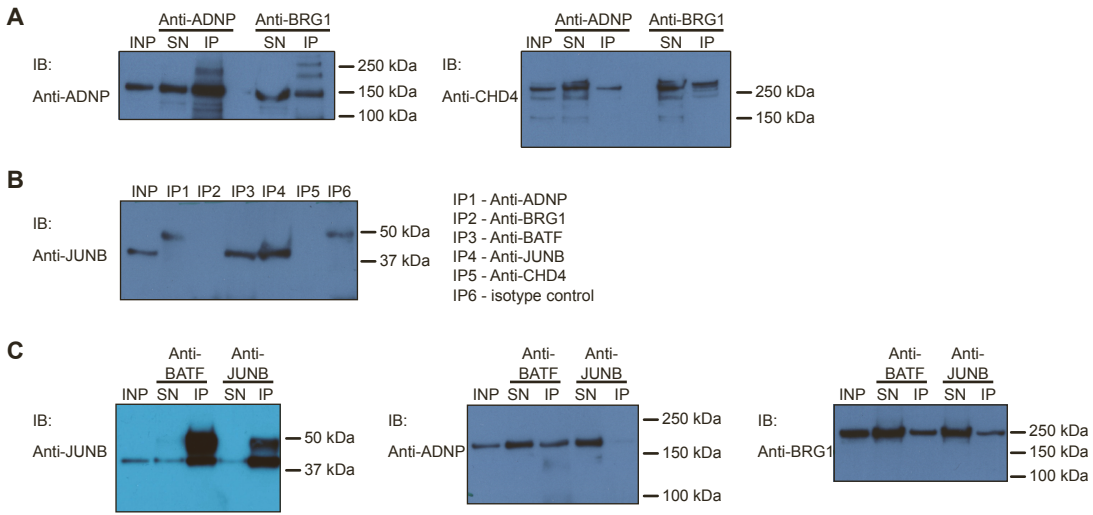 A
Anti-ADNP Anti-BRG1
INP SN IP SN IP
IB:
Anti-ADNP
250 kDa
150 kDa
100 kDa
Anti-ADNP Anti-BRG1
INP SN IP SN IP
IB:
Anti-CHD4
250 kDa
150 kDa
B
INP IP1 IP2 IP3 IP4 IP5 IP6
IB:
Anti-JUNB
50 kDa
37 kDa
IP1 - Anti-ADNP
IP2 - Anti-BRG1
IP3 - Anti-BATF
IP4 - Anti-JUNB
IP5 - Anti-CHD4
IP6 - isotype control
C
Anti- Anti-
BATF JUNB
INP SN IP SN IP
IB:
Anti-JUNB
50 kDa
37 kDa
Anti- Anti-
BATF JUNB
INP SN IP SN IP
IB:
Anti-ADNP
250 kDa
150 kDa
100 kDa
Anti- Anti-
BATF JUNB
INP SN IP SN IP
IB:
Anti-BRG1
250 kDa
150 kDa
100 kDa